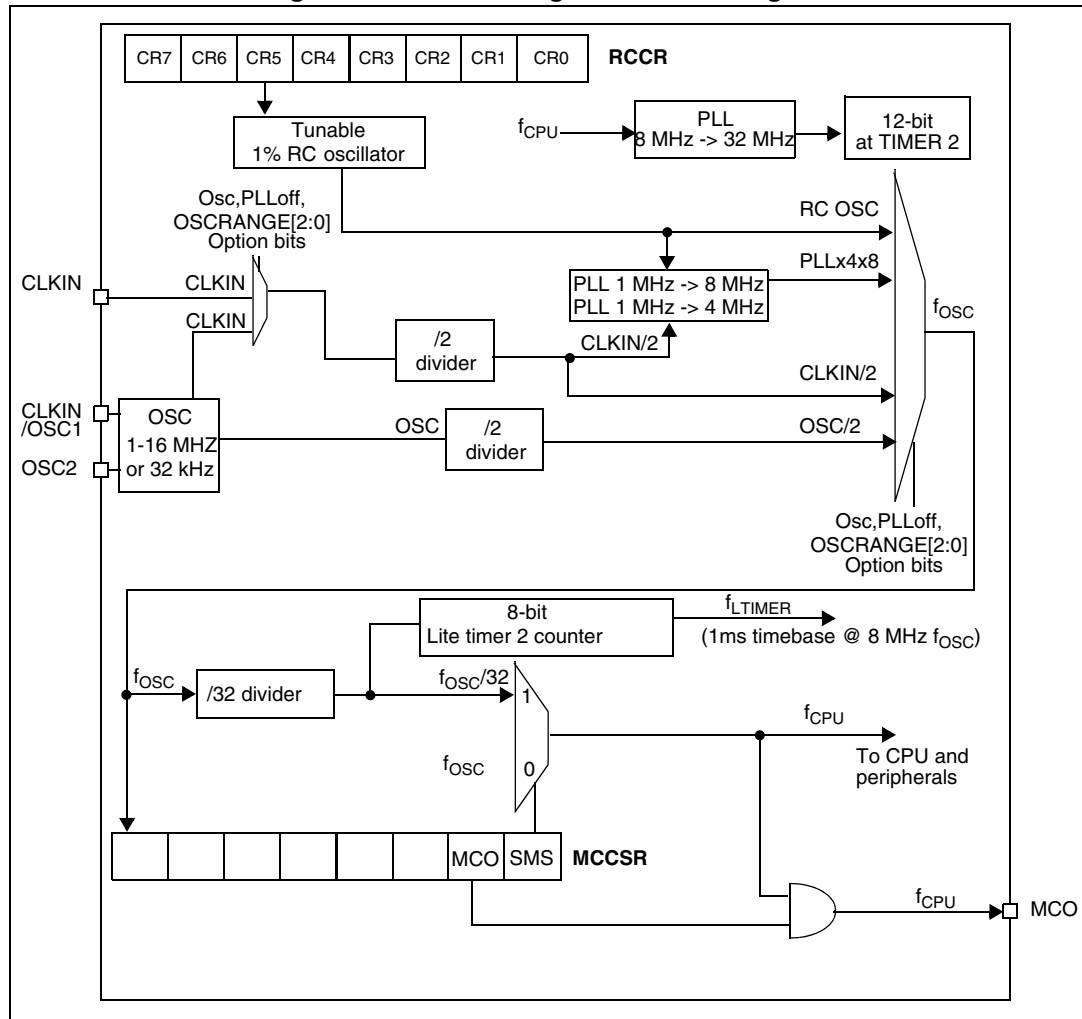 CR7 CR6 CR5 CR4 CR3 CR2 CR1 CR0 RCCR
Tunable
1% RC oscillator
fCPU
PLL
8 MHz -> 32 MHz
12-bit
at TIMER 2
Osc,PLLoff,
OSCRANGE[2:0]
Option bits
RC OSC
PLLx4x8
PLL 1 MHz -> 8 MHz
PLL 1 MHz -> 4 MHz
CLKIN
CLKIN
CLKIN
/2
divider
CLKIN/2
CLKIN/2
fOSC
CLKIN
/OSC1
OSC2
OSC
1-16 MHZ
or 32 kHz
OSC
/2
divider
OSC/2
Osc,PLLoff,
OSCRANGE[2:0]
Option bits
8-bit
Lite timer 2 counter
fLTIMER
(1ms timebase @ 8 MHz fOSC)
fOSC
/32 divider
fOSC/32
1
fOSC
0
fCPU
To CPU and
peripherals
MCO SMS MCCSR
fCPU
MCO